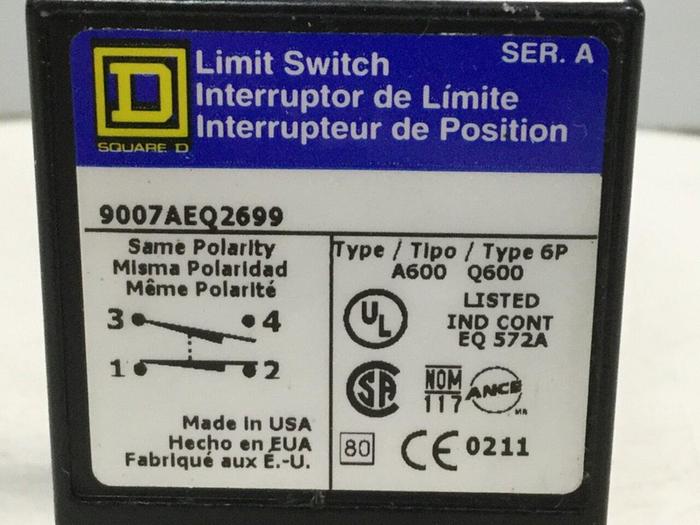 SER. A
D
SQUARE D
Limit Switch
Interruptor de Límite
Interrupteur de Position
9007AEQ2699
Same Polarity
Misma Polaridad
Même Polarité
3 4
1 2
Made in USA
Hecho en EUA
Fabriqué aux É.-U.
Type / Tipo / Type 6P
A600 Q600
UL
LISTED
IND CONT
EQ 572A
SA
NOM
117
ANCE
80
CE 0211